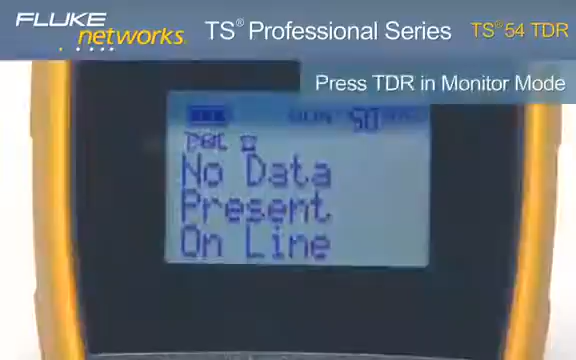 FLUKE networks®
TS® Professional Series
TS®54 TDR
Press TDR in Monitor Mode
No Data
Present
On Line